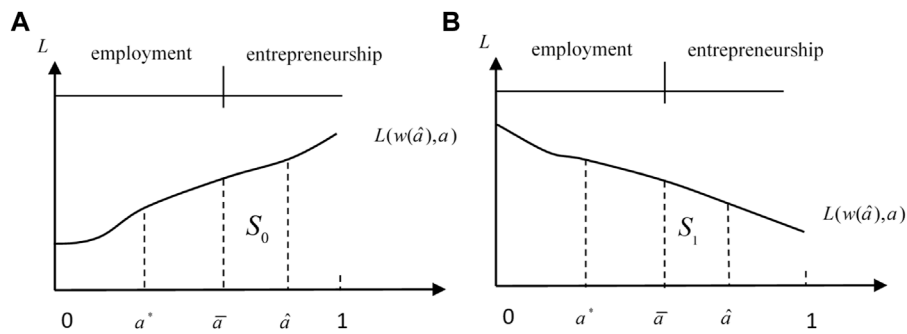 A
L
employment entrepreneurship
L(w(â),a)
S₀
0 a* a̅ â 1
B
L
employment entrepreneurship
L(w(â),a)
S₁
0 a* a̅ â 1